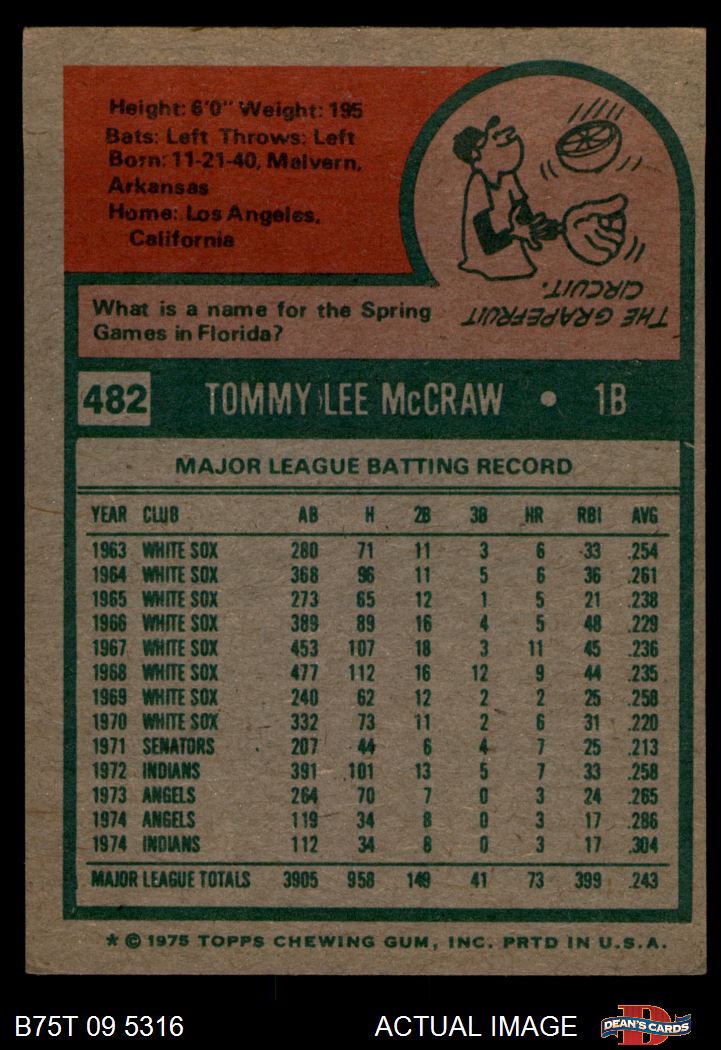 Height: 6'0" Weight: 195
Bats: Left Throws: Left
Born: 11-21-40, Malvern,
Arkansas
Home: Los Angeles,
California
THE GRAPEFRUIT
CIRCUIT.
What is a name for the Spring
Games in Florida?
482 TOMMY LEE McCRAW • 1B
MAJOR LEAGUE BATTING RECORD
YEAR CLUB AB H 2B 3B HR RBI AVG
1963 WHITE SOX 280 71 11 3 6 33 .254
1964 WHITE SOX 368 96 11 5 6 36 .261
1965 WHITE SOX 273 65 12 1 5 21 .238
1966 WHITE SOX 389 89 16 4 5 48 .229
1967 WHITE SOX 453 107 18 3 11 45 .236
1968 WHITE SOX 477 112 16 12 9 44 .235
1969 WHITE SOX 240 62 12 2 2 25 .258
1970 WHITE SOX 332 73 11 2 6 31 .220
1971 SENATORS 207 44 6 4 7 25 .213
1972 INDIANS 391 101 13 5 7 33 .258
1973 ANGELS 264 70 7 0 3 24 .265
1974 ANGELS 119 34 8 0 3 17 .286
1974 INDIANS 112 34 8 0 3 17 .304
MAJOR LEAGUE TOTALS 3905 958 149 41 73 399 .243
* © 1975 TOPPS CHEWING GUM, INC. PRTD IN U.S.A.
B75T 09 5316 ACTUAL IMAGE D DEAN'S CARDS